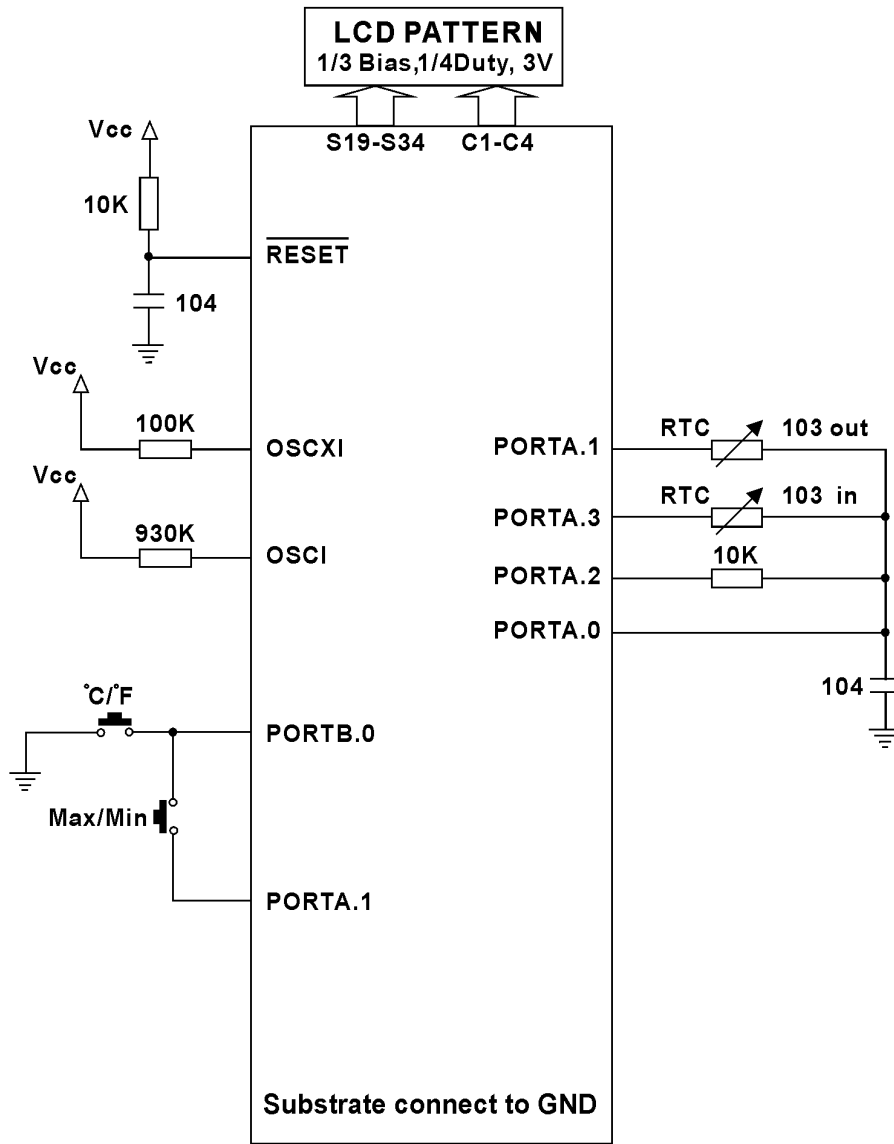 LCD PATTERN
1/3 Bias,1/4Duty, 3V
S19-S34 C1-C4
Vcc
10K
RESET
104
Vcc
100K
OSCXI
PORTA.1
RTC
103 out
Vcc
RTC
103 in
PORTA.3
930K
OSCI
10K
PORTA.2
PORTA.0
104
°C/°F
PORTB.0
Max/Min
PORTA.1
Substrate connect to GND